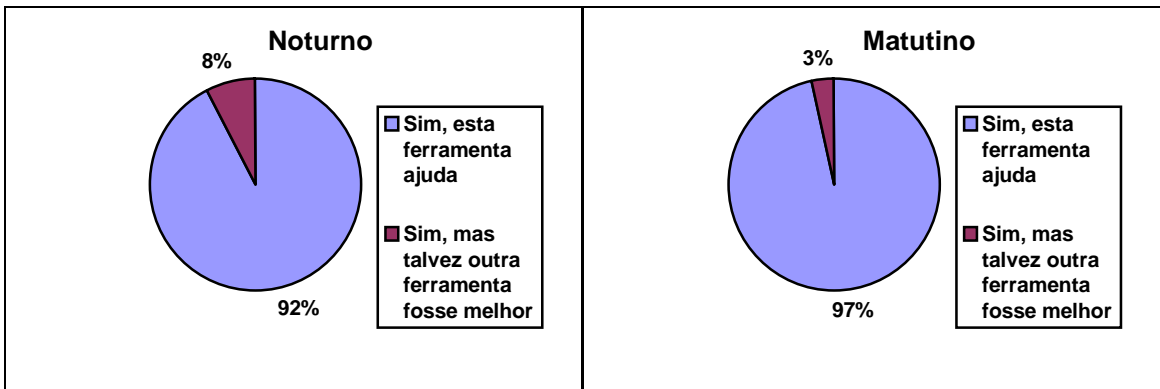 Noturno
8%
Sim, esta
ferramenta
ajuda
Sim, mas
talvez outra
ferramenta
fosse melhor
92%
Matutino
3%
Sim, esta
ferramenta
ajuda
Sim, mas
talvez outra
ferramenta
fosse melhor
97%